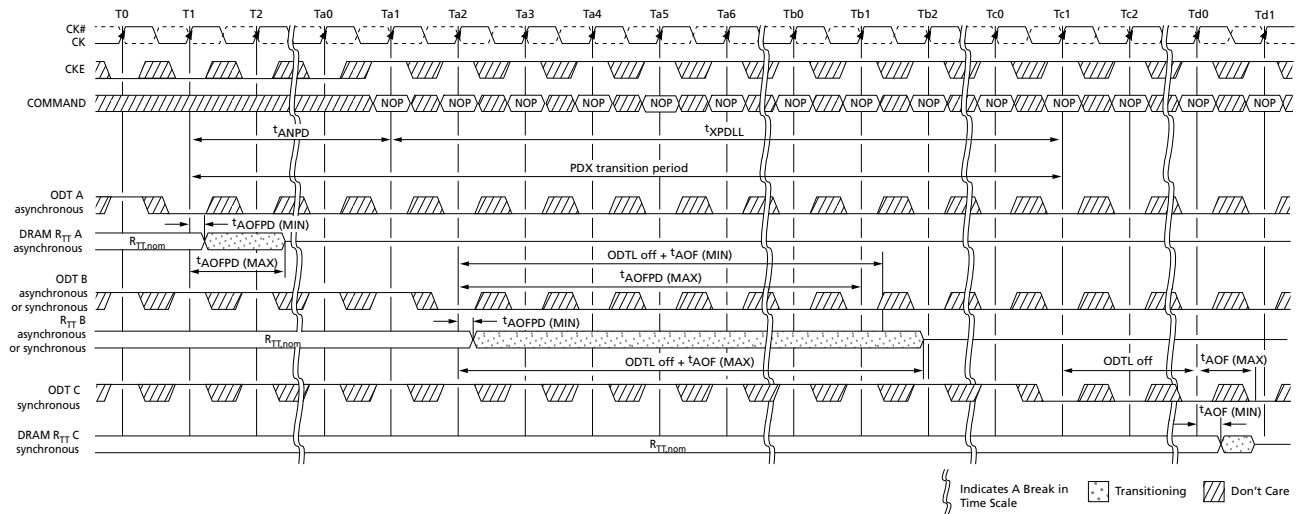 T0 T1 T2 Ta0 Ta1 Ta2 Ta3 Ta4 Ta5 Ta6 Tb0 Tb1 Tb2 Tc0 Tc1 Tc2 Td0 Td1
CK#
CK
CKE
COMMAND NOP NOP NOP NOP NOP NOP NOP NOP NOP NOP NOP NOP NOP NOP
tANPD tXPDLL
PDX transition period
ODT A
asynchronous
tAOFPD (MIN)
DRAM RTT A
asynchronous
RTT,nom
tAOFPD (MAX)
ODTL off + tAOF (MIN)
tAOFPD (MAX)
ODT B
asynchronous
or synchronous
tAOFPD (MIN)
RTT B
asynchronous
or synchronous
RTT,nom
ODTL off + tAOF (MAX)
ODTL off tAOF (MAX)
ODT C
synchronous
tAOF (MIN)
DRAM RTT C
synchronous
RTT,nom
Indicates A Break in
Time Scale
Transitioning
Don't Care